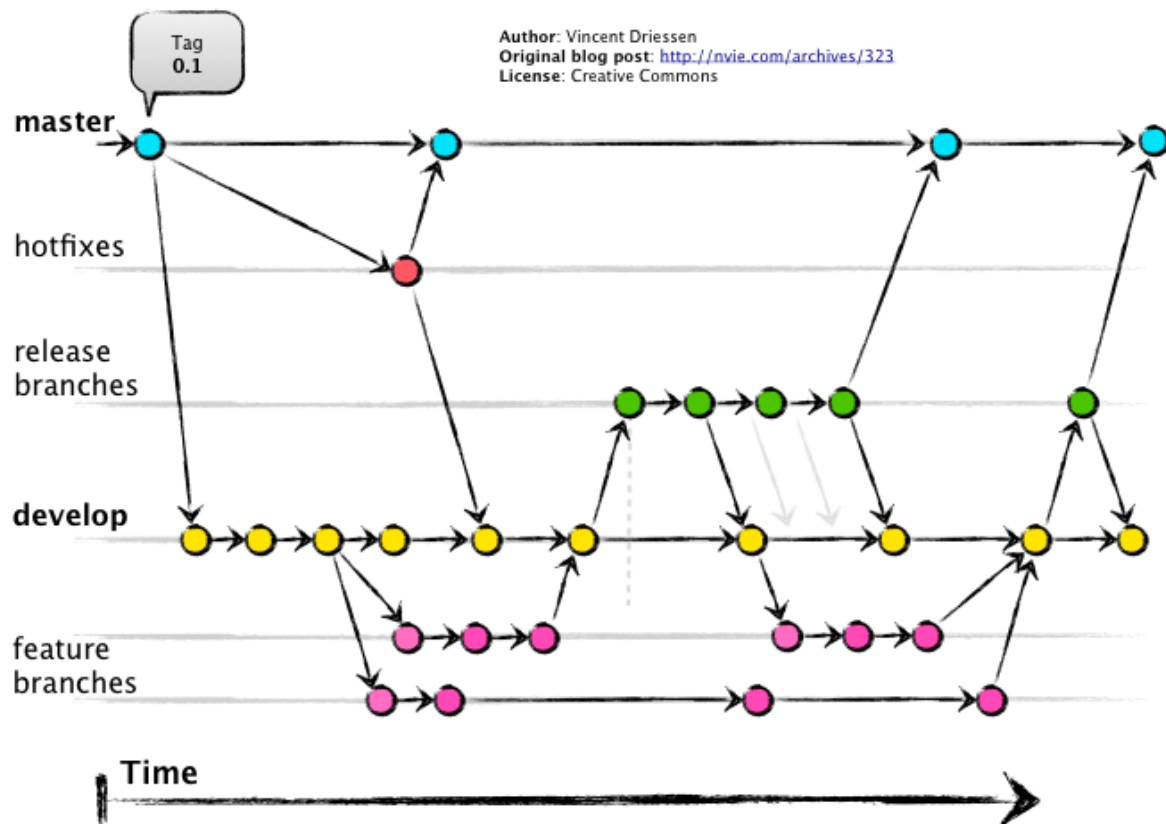 Tag
0.1
Author: Vincent Driessen
Original blog post: http://nvie.com/archives/323
License: Creative Commons
master
hotfixes
release
branches
develop
feature
branches
Time